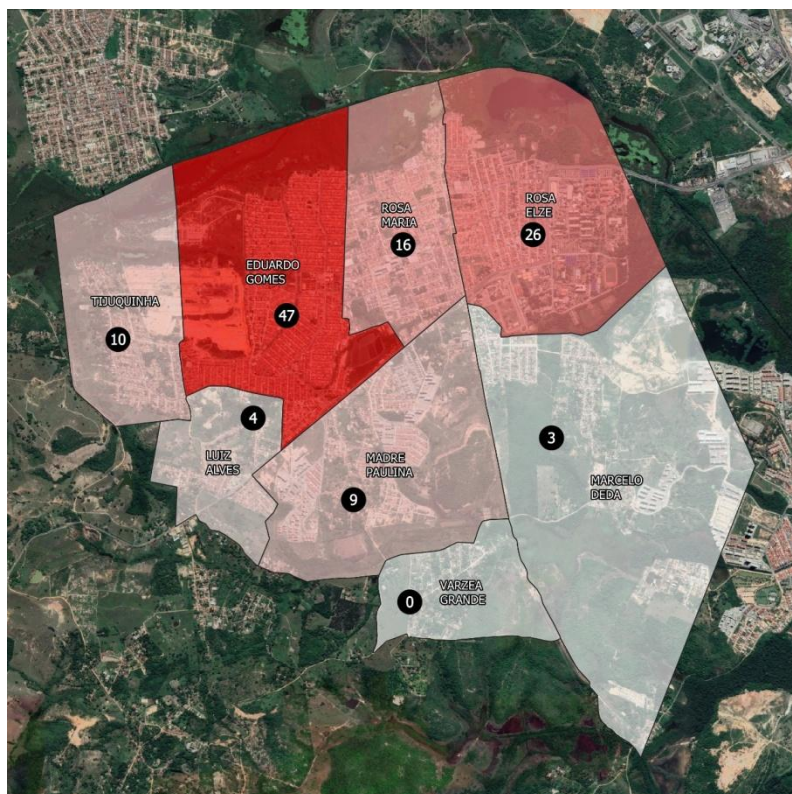 ROSA
MARIA
16
ROSA
ELZE
26
EDUARDO
GOMES
47
TIJUQUINHA
10
4
LUIZ
ALVES
MADRE
PAULINA
9
3
MARCELO
DEDA
VARZEA
GRANDE
0